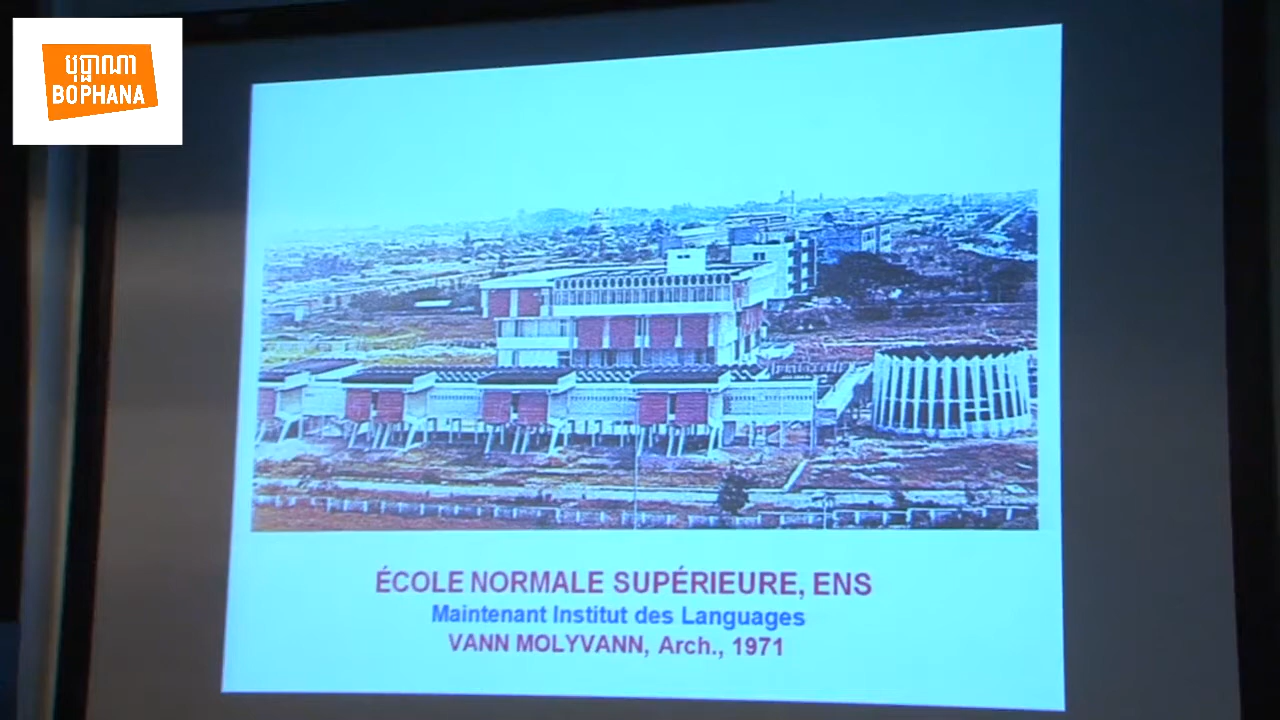 បុប្ផាណា
BOPHANA
ÉCOLE NORMALE SUPÉRIEURE, ENS
Maintenant Institut des Languages
VANN MOLYVANN, Arch., 1971